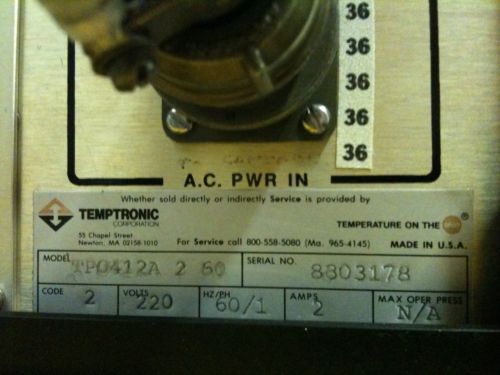 36
36
36
36
36
A.C. PWR IN
Whether sold directly or indirectly Service is provided by
TEMPTRONIC
CORPORATION
TEMPERATURE ON THE
55 Chapel Street
Newton, MA 02158-1010
For Service call 800-558-5080 (Ma. 965-4145)
MADE IN U.S.A.
MODEL TP0412A 2 60
SERIAL NO. 8803178
CODE 2
VOLTS 220
HZ/PH 60/1
AMPS 2
MAX OPER PRESS N/A